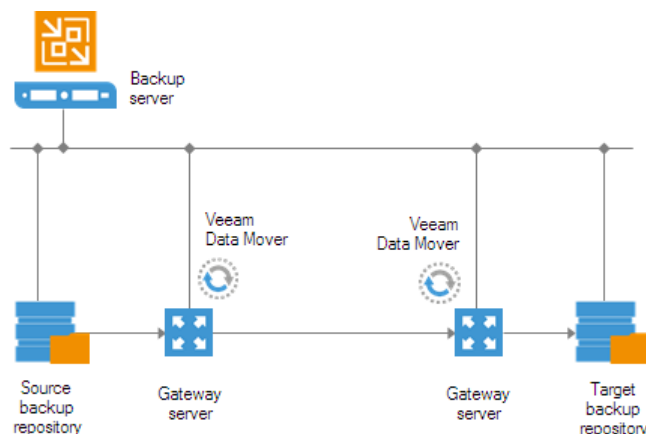 Backup
server
Veeam
Data Mover
Veeam
Data Mover
Source
backup
repository
Gateway
server
Gateway
server
Target
backup
repository